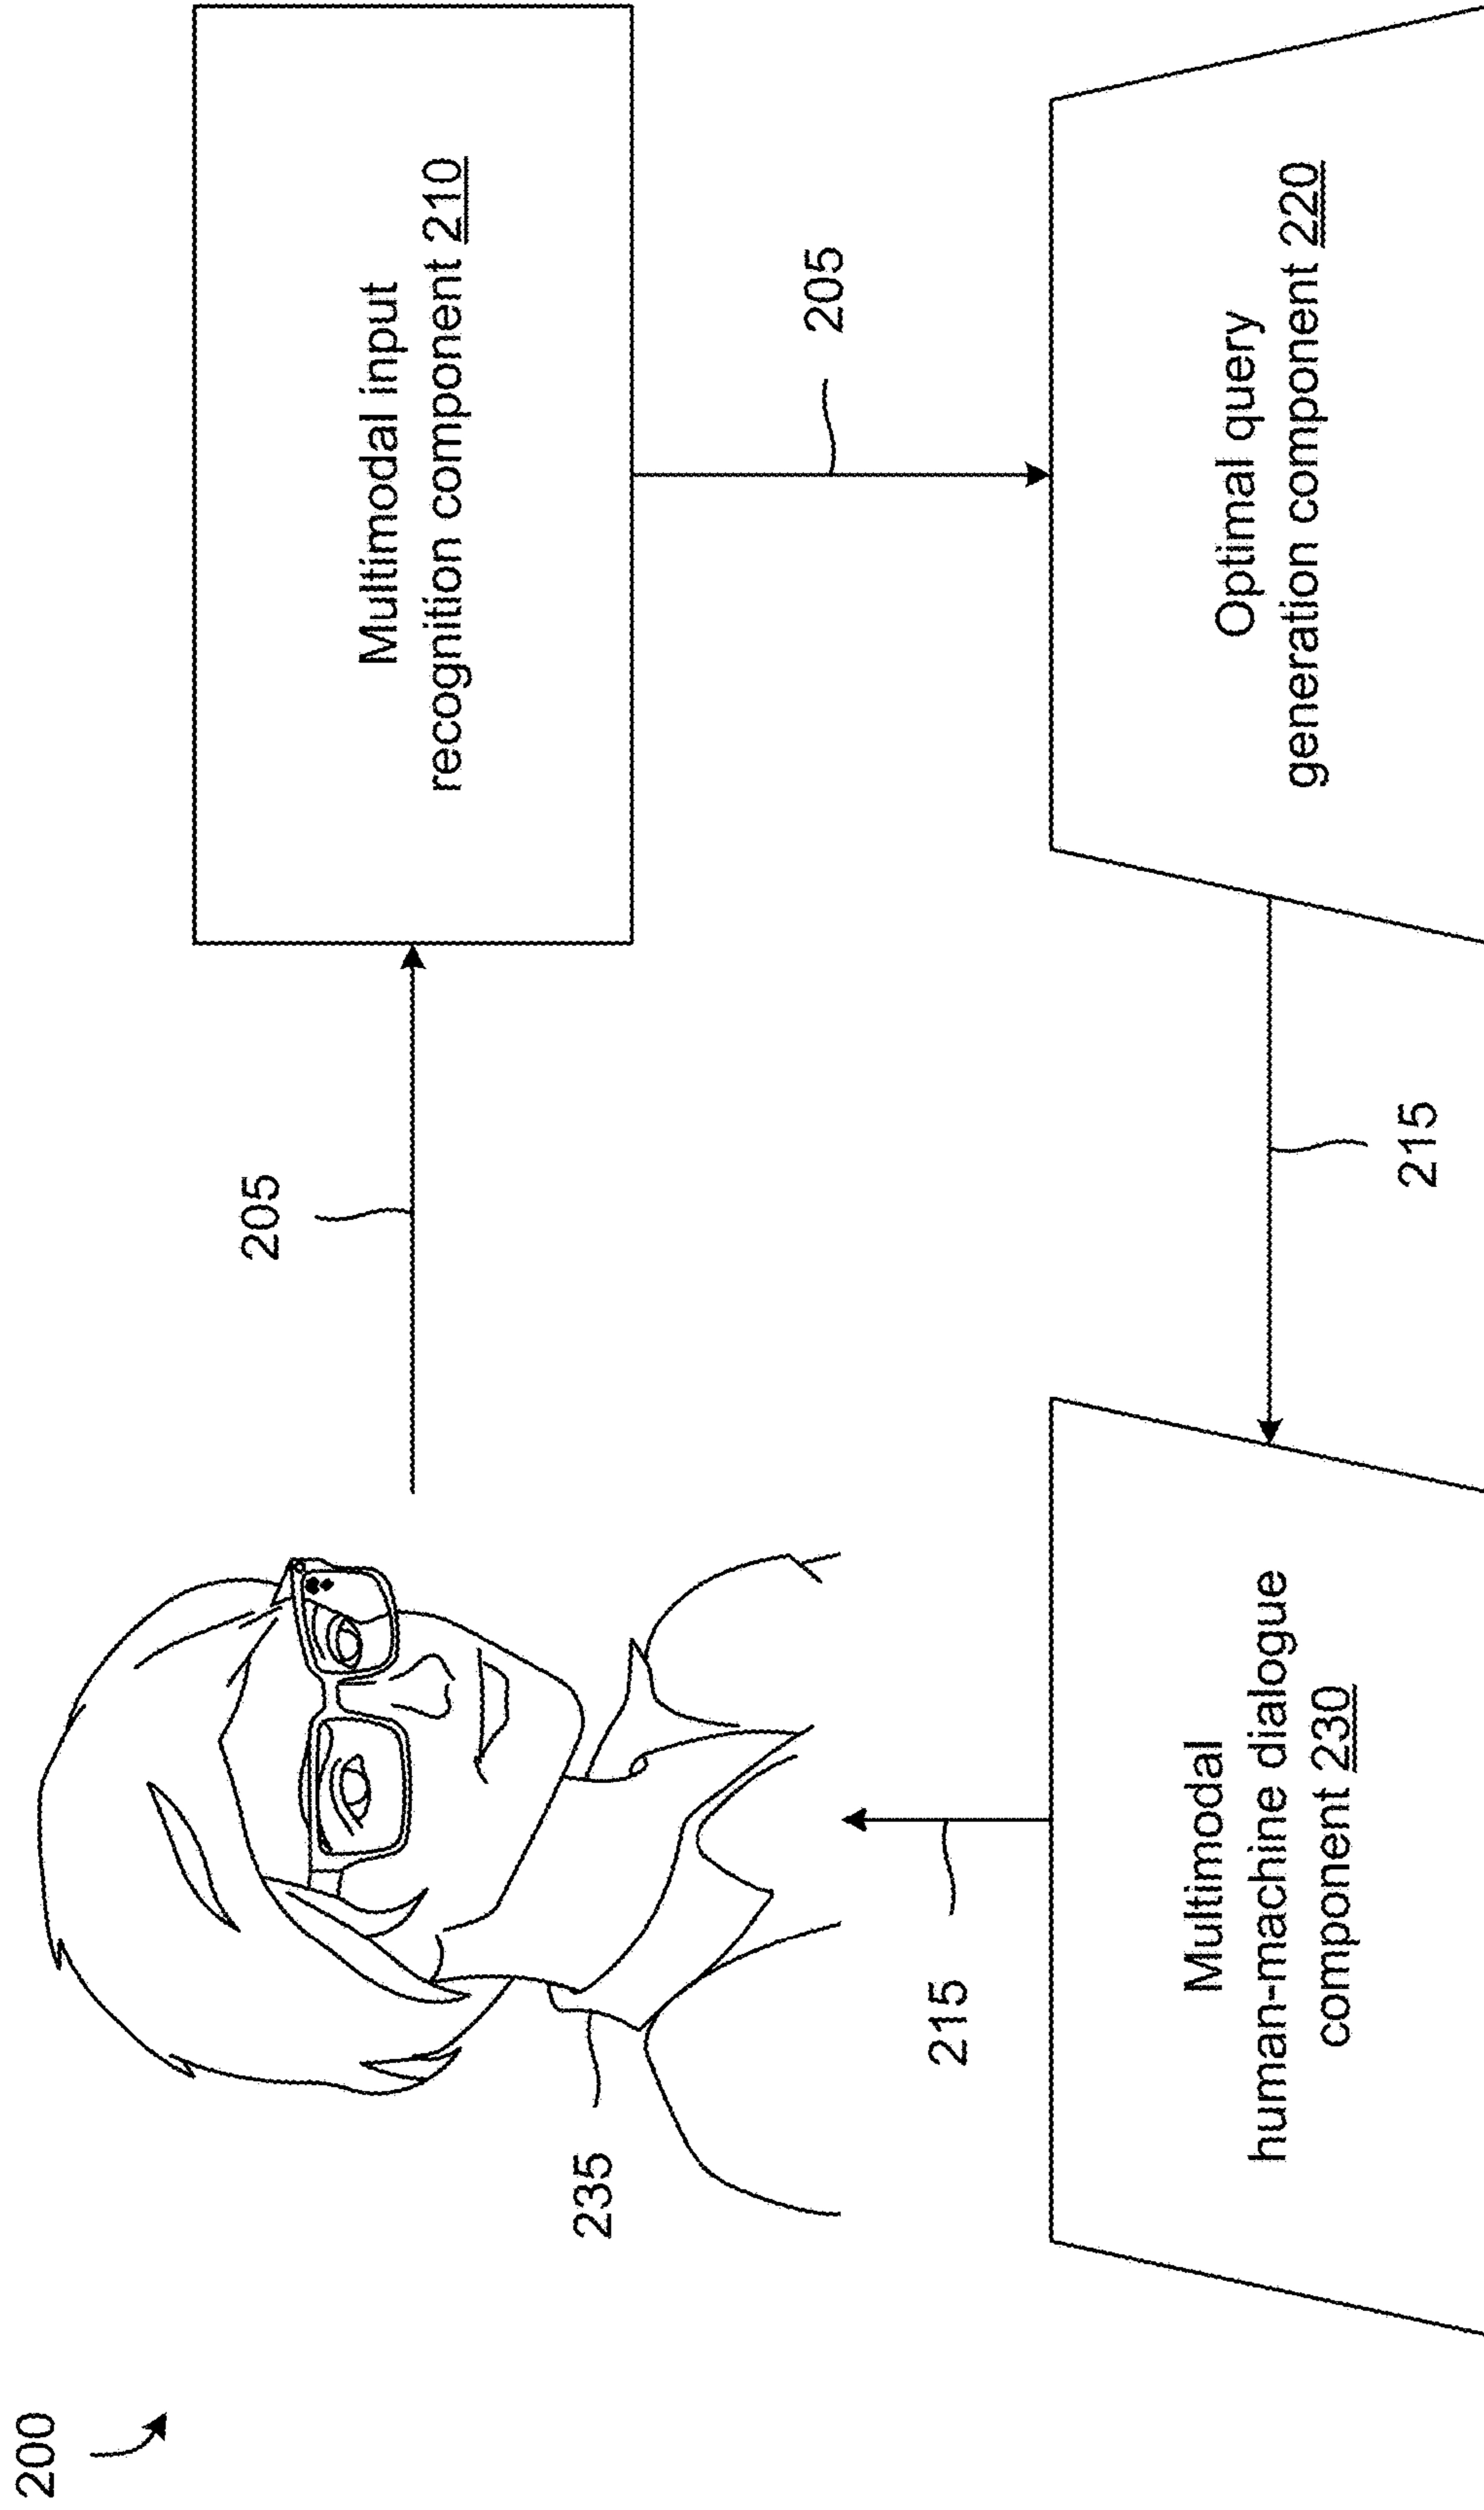 200
205
Multimodal input
recognition component 210
235
205
215
Multimodal
human-machine dialogue
component 230
215
Optimal query
generation component 220